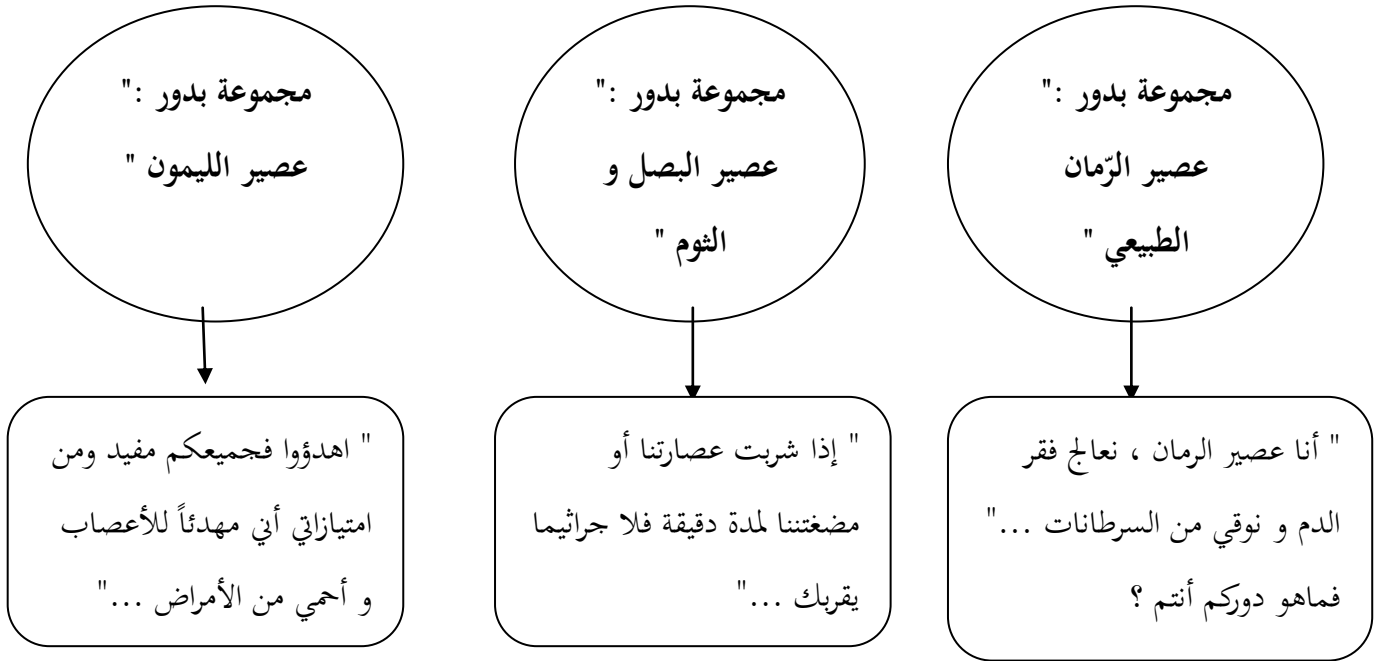 مجموعة بدور :"
عصير الرّمان
الطبيعي "
" أنا عصير الرمان ، نعالج فقر
الدم و نوقي من السرطانات ..."
فماهو دوركم أنتم ؟
مجموعة بدور :"
عصير البصل و
الثوم "
" إذا شربت عصارتنا أو
مضغتننا لمدة دقيقة فلا جراثيما
يقربك ..."
مجموعة بدور :"
عصير الليمون "
" اهدؤوا فجميعكم مفيد ومن
امتيازاتي أني مهدئاً للأعصاب
و أحمي من الأمراض ..."